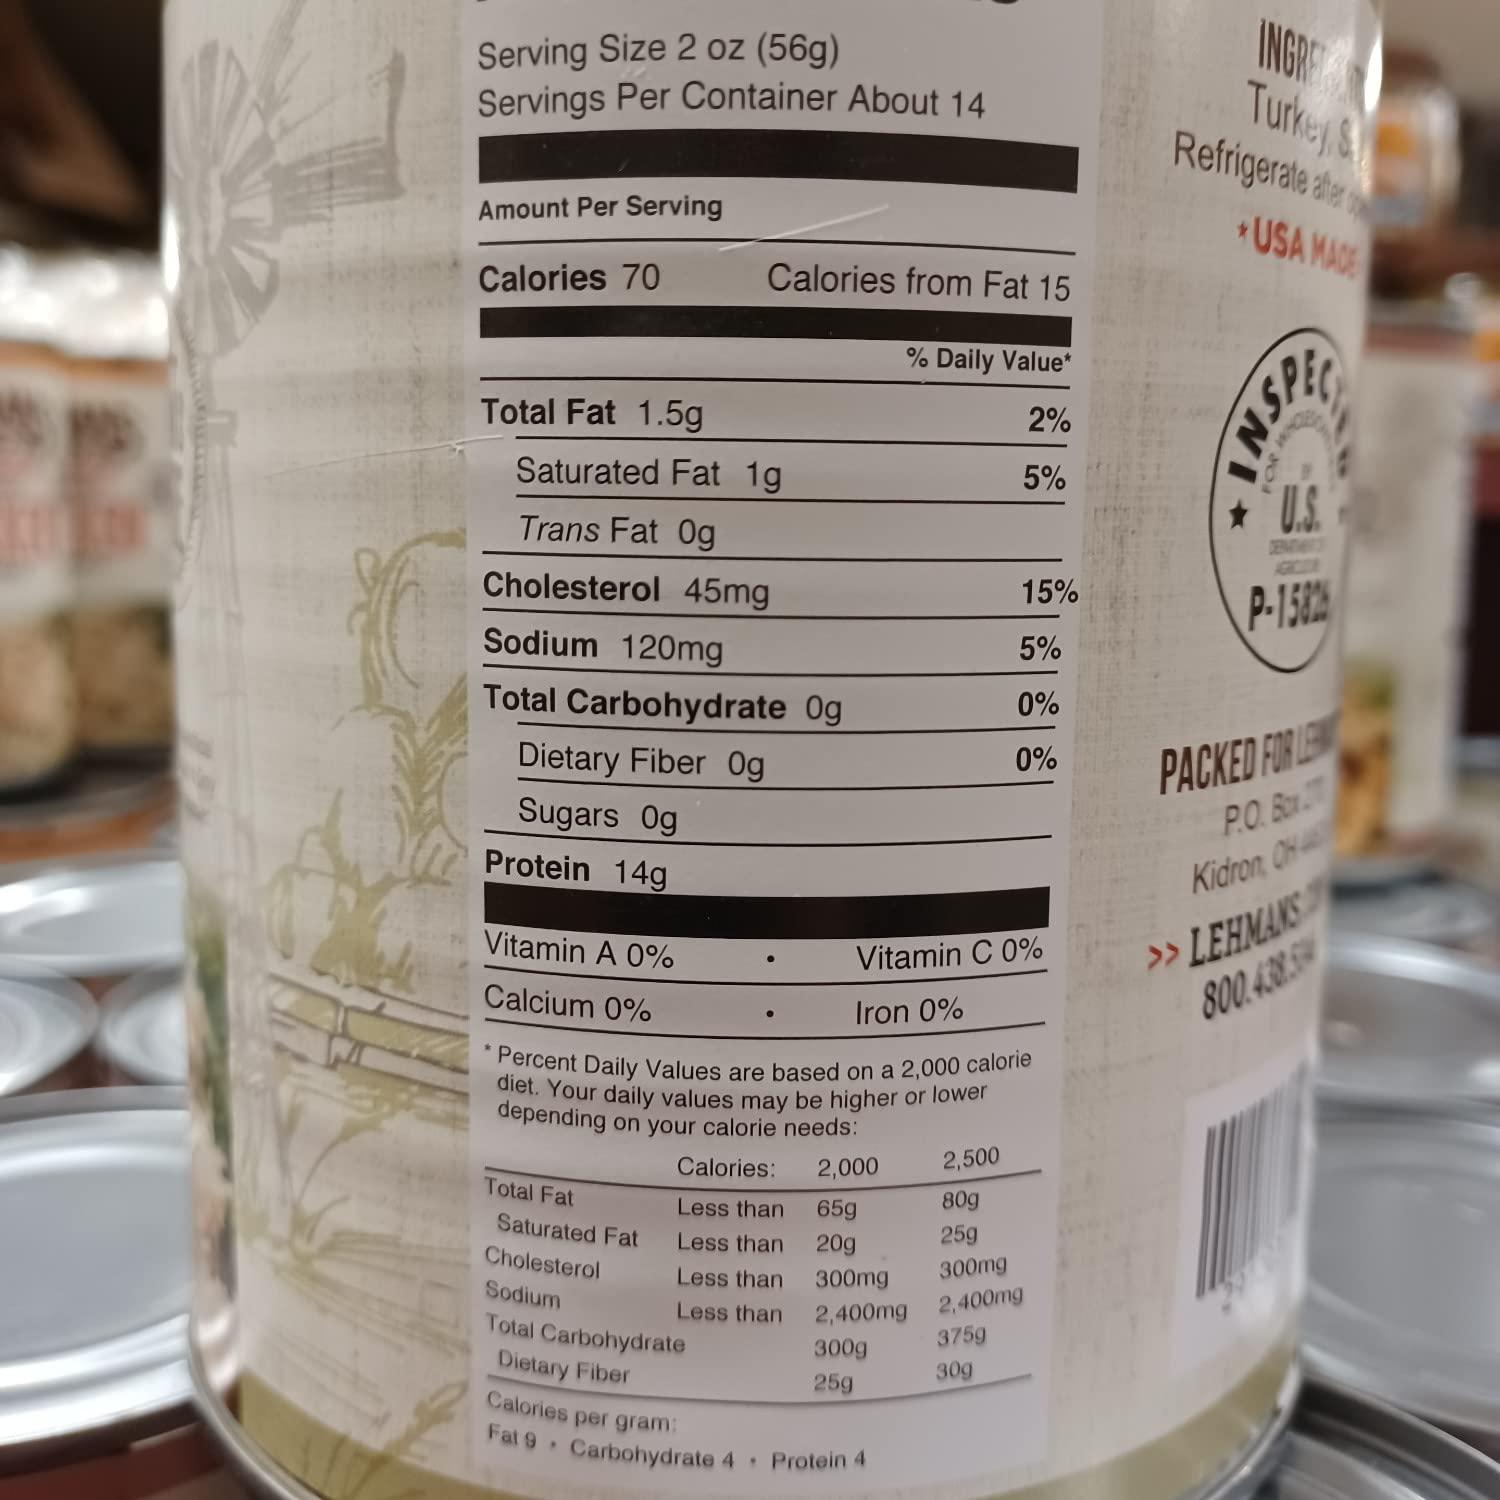 Serving Size 2 oz (56g)
Servings Per Container About 14
Amount Per Serving
Calories 70 Calories from Fat 15
% Daily Value*
Total Fat 1.5g 2%
Saturated Fat 1g 5%
Trans Fat 0g
Cholesterol 45mg 15%
Sodium 120mg 5%
Total Carbohydrate 0g 0%
Dietary Fiber 0g 0%
Sugars 0g
Protein 14g
Vitamin A 0% • Vitamin C 0%
Calcium 0% • Iron 0%
* Percent Daily Values are based on a 2,000 calorie
diet. Your daily values may be higher or lower
depending on your calorie needs:
Calories: 2,000 2,500
Total Fat Less than 65g 80g
Saturated Fat Less than 20g 25g
Cholesterol Less than 300mg 300mg
Sodium Less than 2,400mg 2,400mg
Total Carbohydrate 300g 375g
Dietary Fiber 25g 30g
Calories per gram:
Fat 9 • Carbohydrate 4 • Protein 4
Turkey,
Refrigerate after
*USA MADE
INSPECTED
U.S.
P-15826
PACKED FOR
P.O. Box
Kidron, OH
>> LEHMANS
800.438.